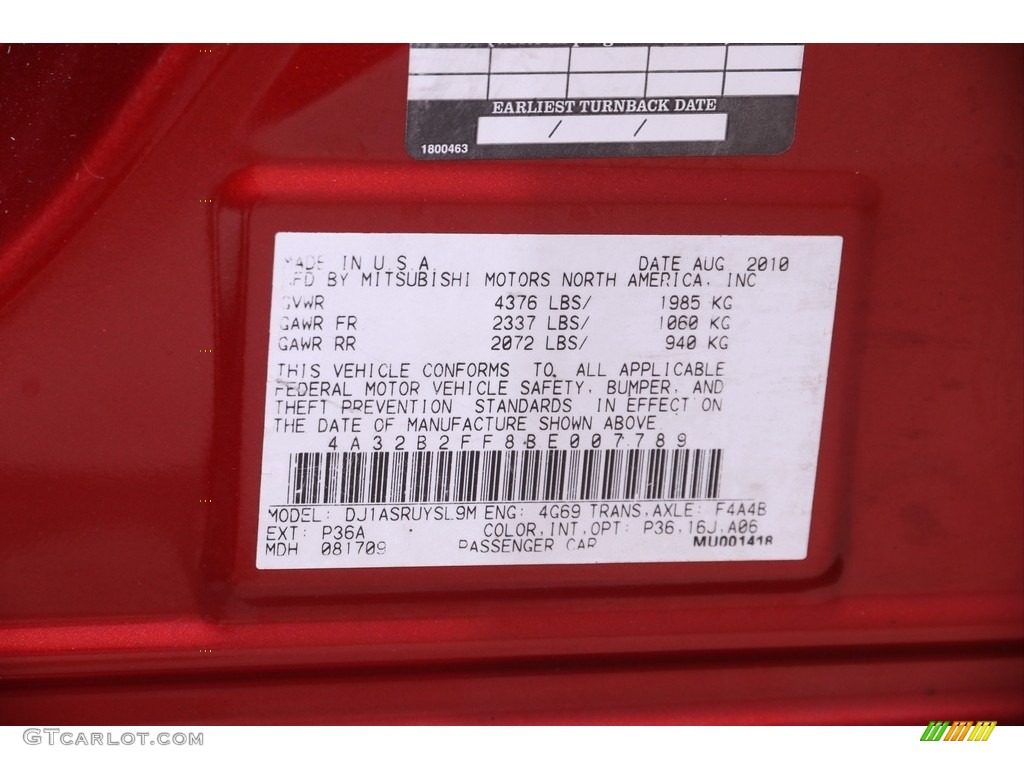 EARLIEST TURNBACK DATE
/ /
1800463
MADE IN U.S.A. DATE AUG 2010
MFD BY MITSUBISHI MOTORS NORTH AMERICA, INC
GVWR 4376 LBS/ 1985 KG
GAWR FR 2337 LBS/ 1060 KG
GAWR RR 2072 LBS/ 940 KG
THIS VEHICLE CONFORMS TO ALL APPLICABLE
FEDERAL MOTOR VEHICLE SAFETY, BUMPER, AND
THEFT PREVENTION STANDARDS IN EFFECT ON
THE DATE OF MANUFACTURE SHOWN ABOVE.
4A32B2FF8BE007789
MODEL: DJ1ASRUYSL9M ENG: 4G69 TRANS,AXLE: F4A4B
EXT: P36A COLOR,INT,OPT: P36,16J,A06
MDH 081709 PASSENGER CAR MU001418
GTCarlot.com